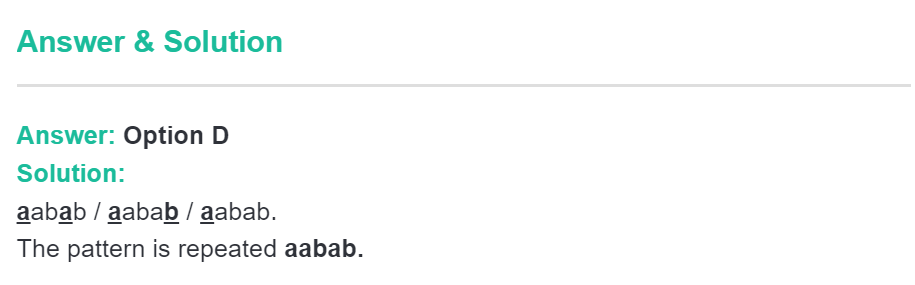 Answer & Solution
Answer: Option D
Solution:
aabab / aabab / aabab.
The pattern is repeated aabab.